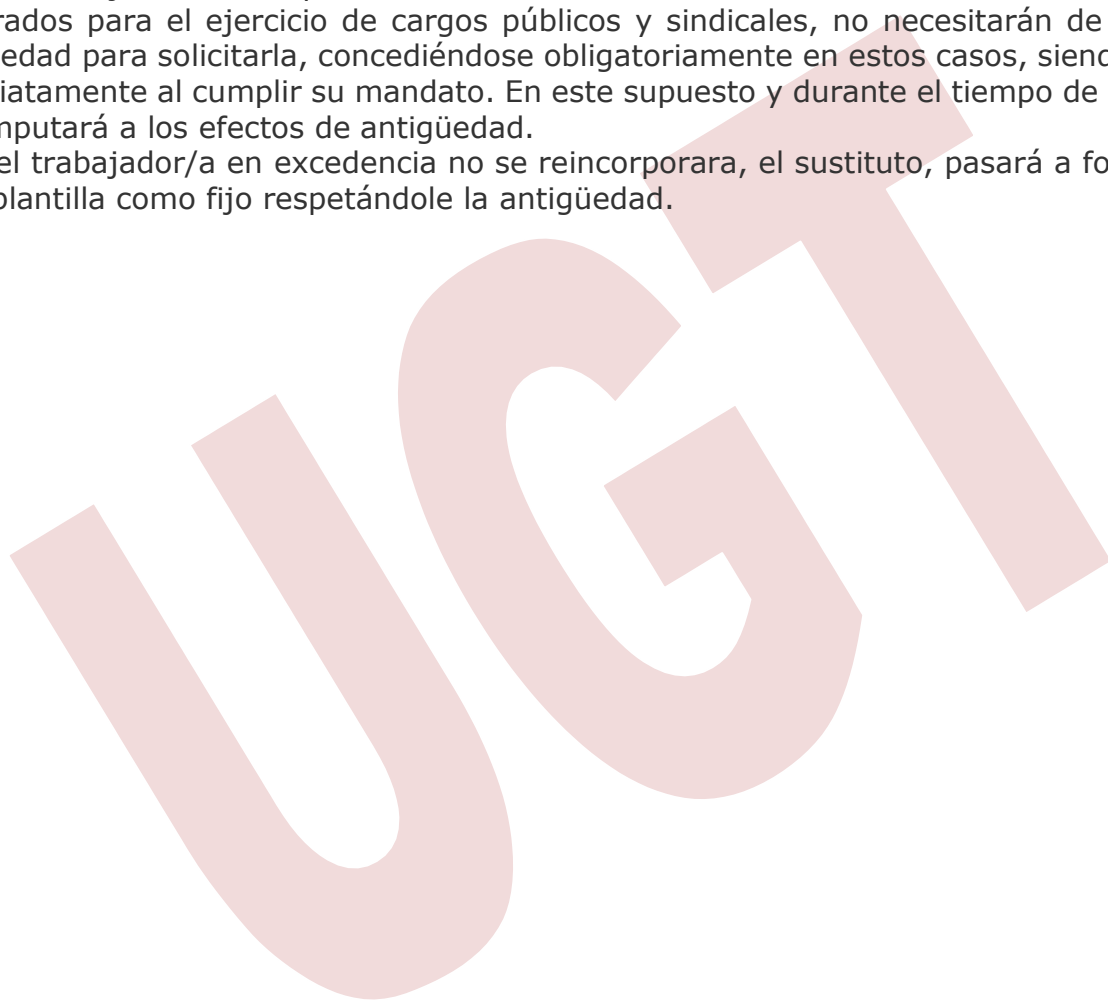 rados para el ejercicio de cargos públicos y sindicales, no necesitarán de
edad para solicitarla, concediéndose obligatoriamente en estos casos, siend
iatamente al cumplir su mandato. En este supuesto y durante el tiempo de
mputará a los efectos de antigüedad.
el trabajador/a en excedencia no se reincorporara, el sustituto, pasará a fo
plantilla como fijo respetándole la antigüedad.
UGT